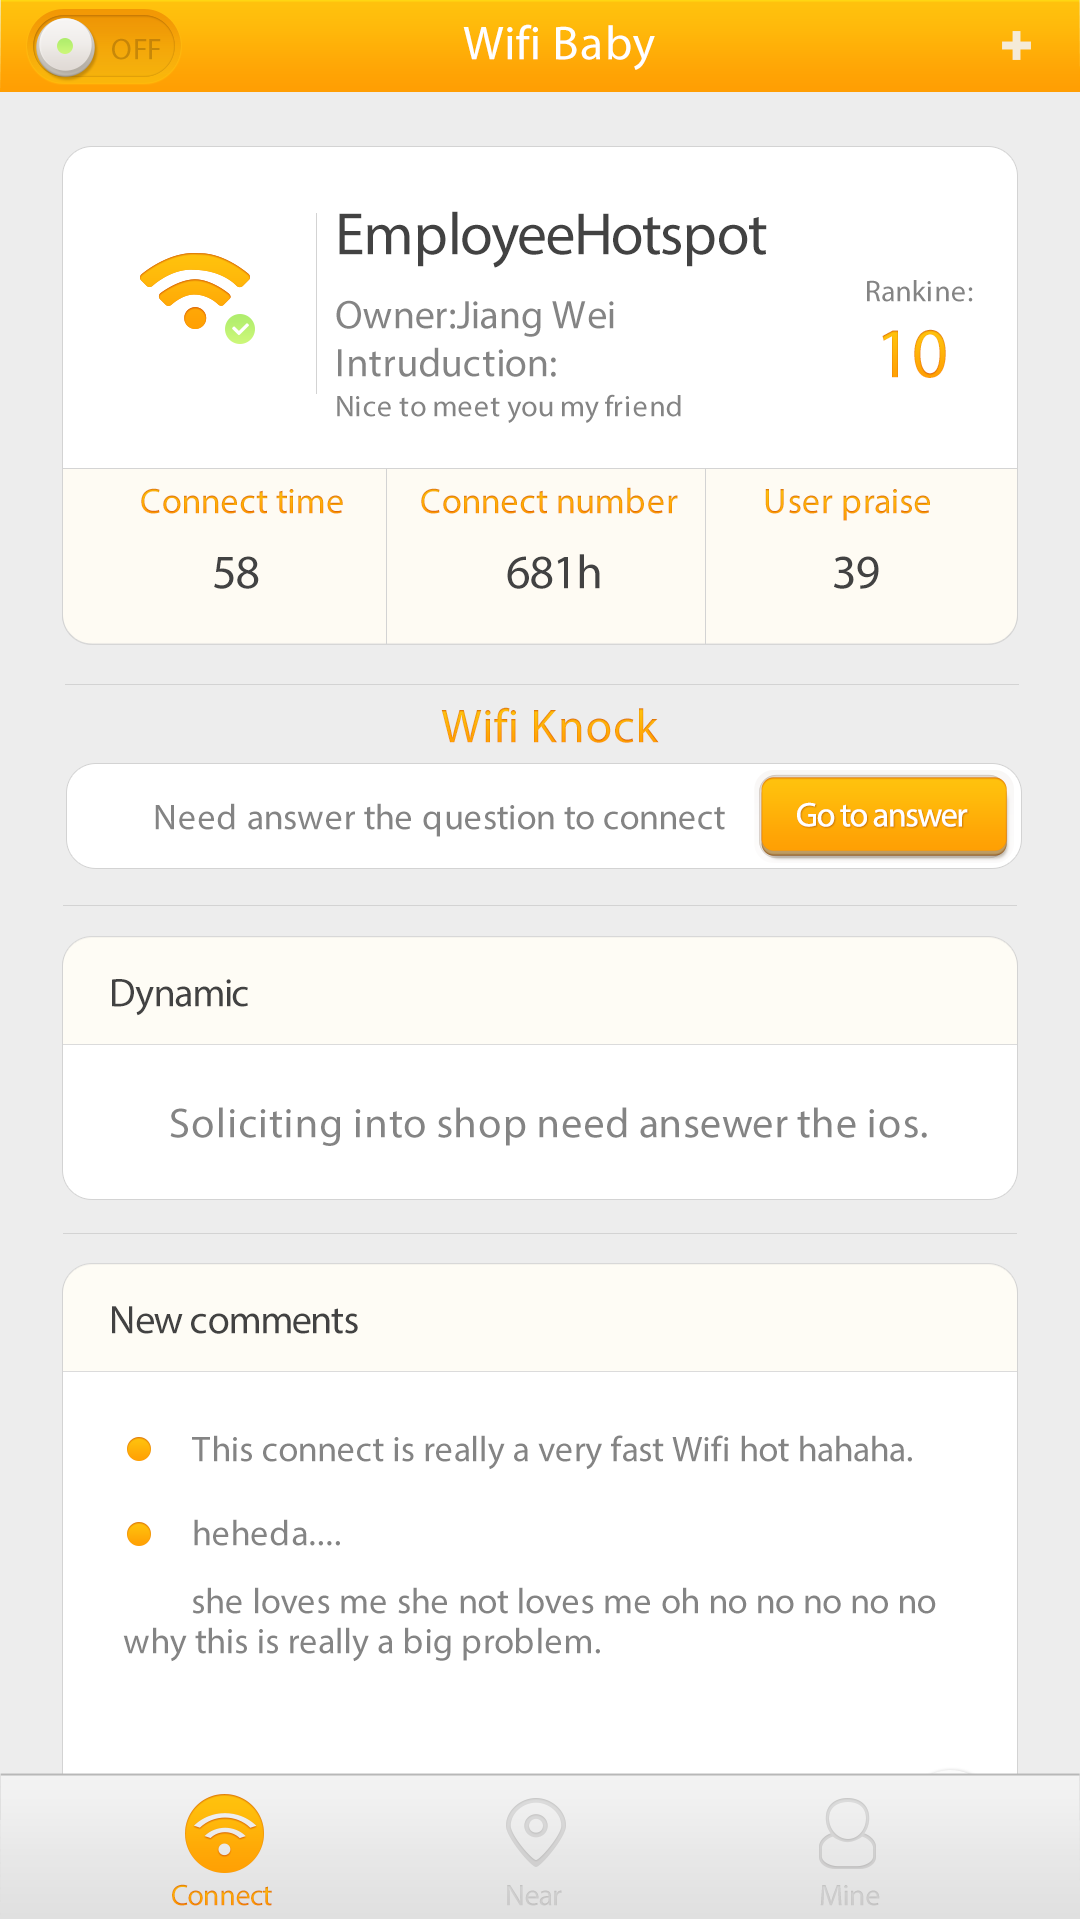 OFF
Wifi Baby
EmployeeHotspot
Owner:Jiang Wei
Intruduction:
Nice to meet you my friend
Rankine:
10
Connect time
58
Connect number
681h
User praise
39
Wifi Knock
Need answer the question to connect
Go to answer
Dynamic
Soliciting into shop need ansewer the ios.
New comments
This connect is really a very fast Wifi hot hahaha.
heheda....
she loves me she not loves me oh no no no no no
why this is really a big problem.
Connect
Near
Mine